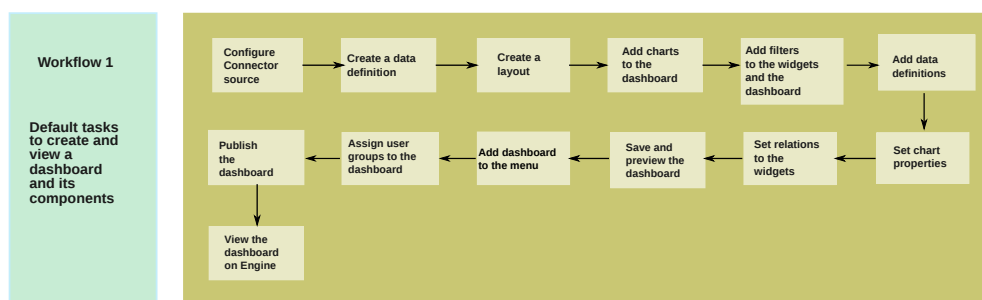 Workflow 1
Default tasks
to create and
view a
dashboard
and its
components
Configure
Connector
source
Create a data
definition
Create a
layout
Add charts
to the
dashboard
Add filters
to the widgets
and the
dashboard
Add data
definitions
Set chart
properties
Set relations
to the
widgets
Save and
preview the
dashboard
Add dashboard
to the menu
Assign user
groups to the
dashboard
Publish
the
dashboard
View the
dashboard
on Engine